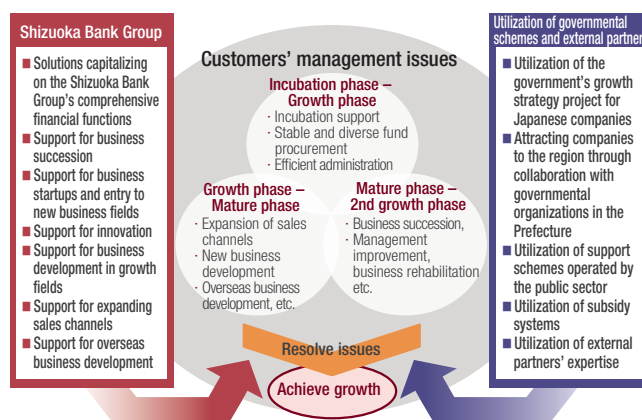 Shizuoka Bank Group
■ Solutions capitalizing
on the Shizuoka Bank
Group's comprehensive
financial functions
■ Support for business
succession
■ Support for business
startups and entry to
new business fields
■ Support for innovation
■ Support for business
development in growth
fields
■ Support for expanding
sales channels
■ Support for overseas
business development
Customers' management issues
Incubation phase –
Growth phase
· Incubation support
· Stable and diverse fund
procurement
· Efficient administration
Growth phase –
Mature phase
· Expansion of sales
channels
· New business
development
· Overseas business
development, etc.
Mature phase –
2nd growth phase
· Business succession,
· Management
improvement,
business rehabilitation
etc.
Resolve issues
Achieve growth
Utilization of governmental
schemes and external partner
■ Utilization of the
government's growth
strategy project for
Japanese companies
■ Attracting companies
to the region through
collaboration with
governmental
organizations in the
Prefecture
■ Utilization of support
schemes operated by
the public sector
■ Utilization of subsidy
systems
■ Utilization of external
partners' expertise